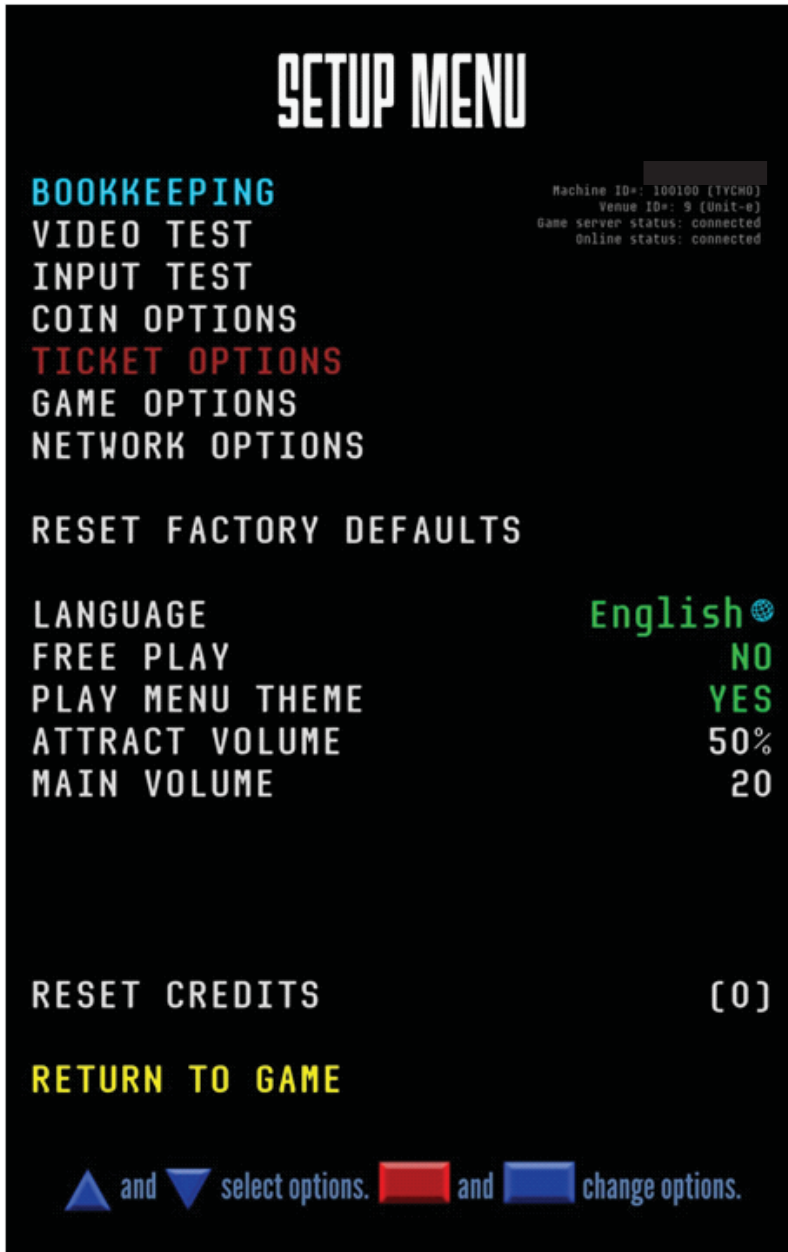 SETUP MENU
Machine ID#: 100100 (TYCHO)
Venue ID#: 9 (Unit-e)
Game server status: connected
Online status: connected
BOOKKEEPING
VIDEO TEST
INPUT TEST
COIN OPTIONS
TICKET OPTIONS
GAME OPTIONS
NETWORK OPTIONS
RESET FACTORY DEFAULTS
LANGUAGE English
FREE PLAY NO
PLAY MENU THEME YES
ATTRACT VOLUME 50%
MAIN VOLUME 20
RESET CREDITS (0)
RETURN TO GAME
and select options. and change options.